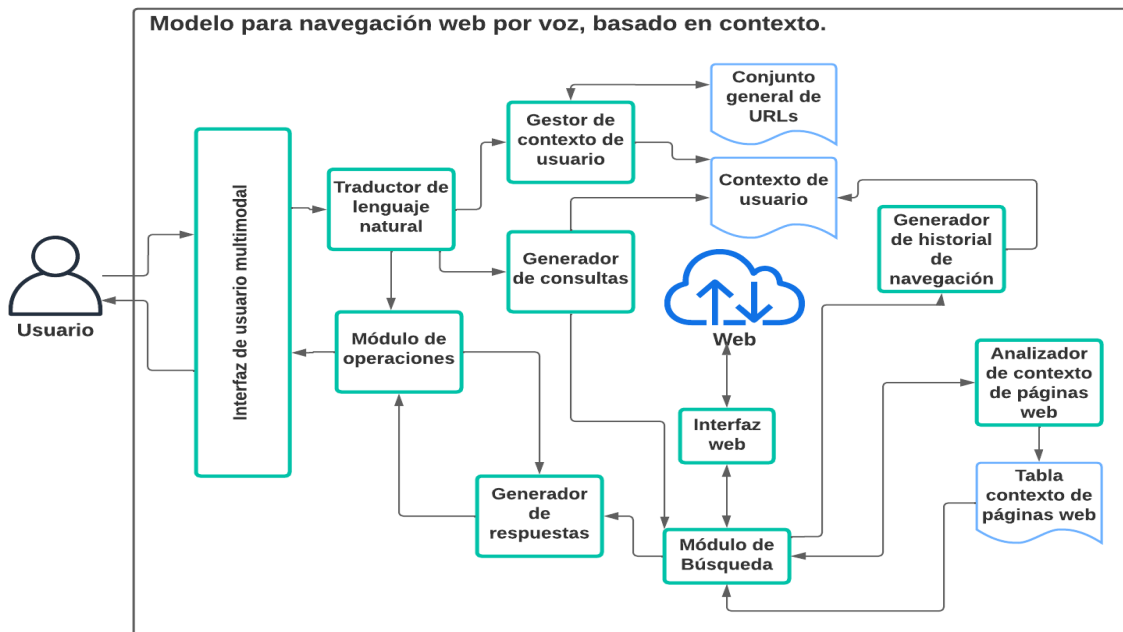 Modelo para navegación web por voz, basado en contexto.
Conjunto
general de
URLs
Gestor de
contexto de
usuario
Traductor de
lenguaje
natural
Contexto de
usuario
Generador
de historial
de
navegación
Interfaz de usuario multimodal
Generador
de consultas
Usuario
Web
Módulo de
operaciones
Analizador
de contexto
de páginas
web
Interfaz
web
Tabla
contexto de
páginas web
Generador
de
respuestas
Módulo de
Búsqueda